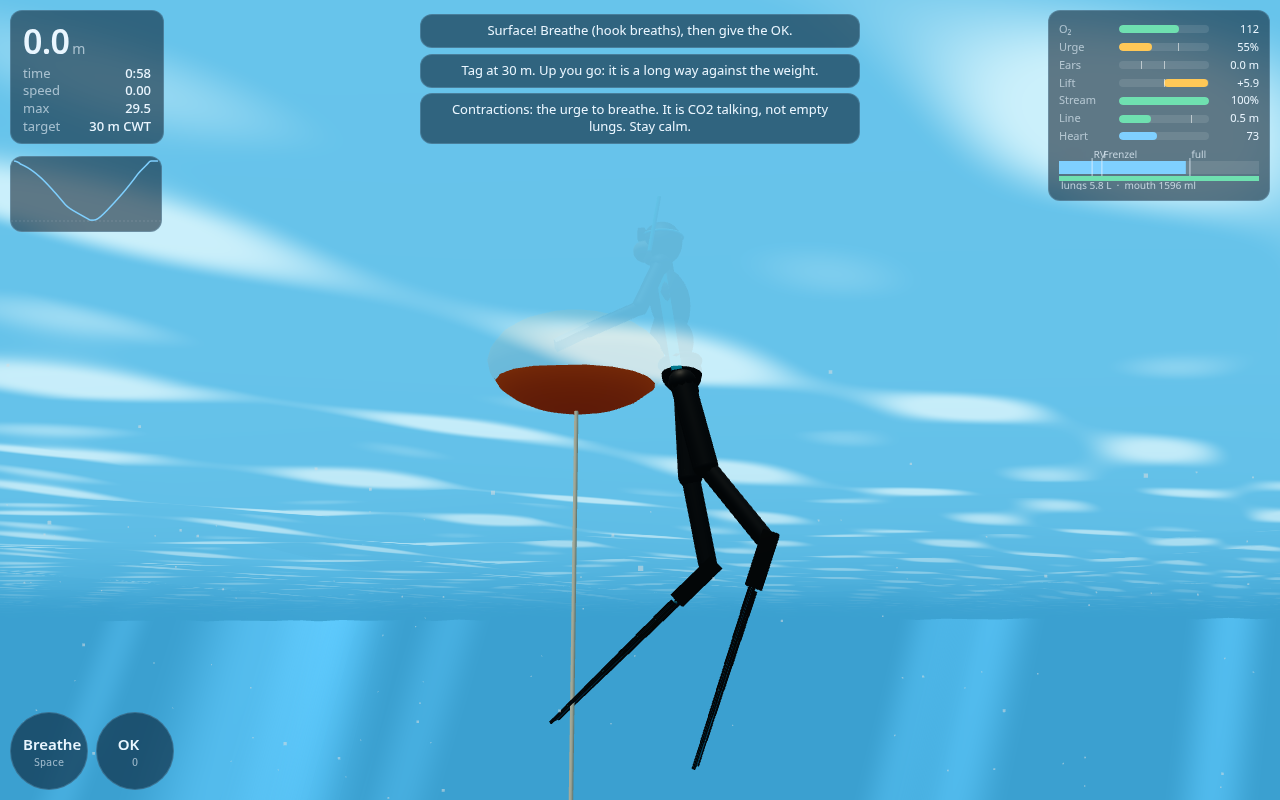 0.0 m
time 0:58
speed 0.00
max 29.5
target 30 m CWT
Surface! Breathe (hook breaths), then give the OK.
Tag at 30 m. Up you go: it is a long way against the weight.
Contractions: the urge to breathe. It is CO2 talking, not empty
lungs. Stay calm.
O₂ 112
Urge 55%
Ears 0.0 m
Lift +5.9
Stream 100%
Line 0.5 m
Heart 73
RV Frenzel full
lungs 5.8 L · mouth 1596 ml
Breathe
Space
OK
0